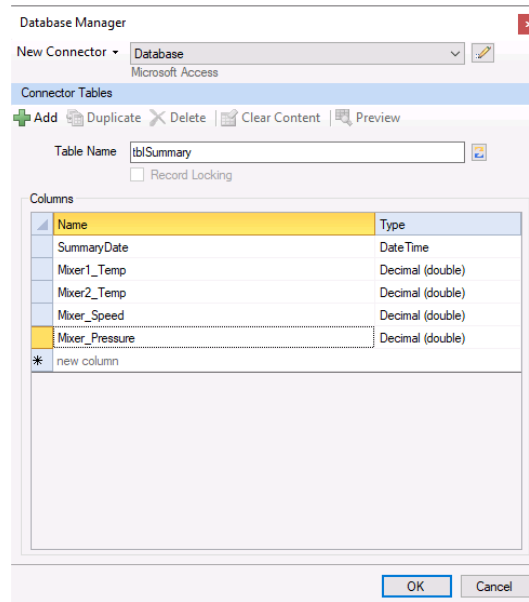 Database Manager
New Connector Database
Microsoft Access
Connector Tables
Add Duplicate Delete Clear Content Preview
Table Name tblSummary
Record Locking
Columns
Name Type
SummaryDate DateTime
Mixer1_Temp Decimal (double)
Mixer2_Temp Decimal (double)
Mixer_Speed Decimal (double)
Mixer_Pressure Decimal (double)
* new column
OK Cancel